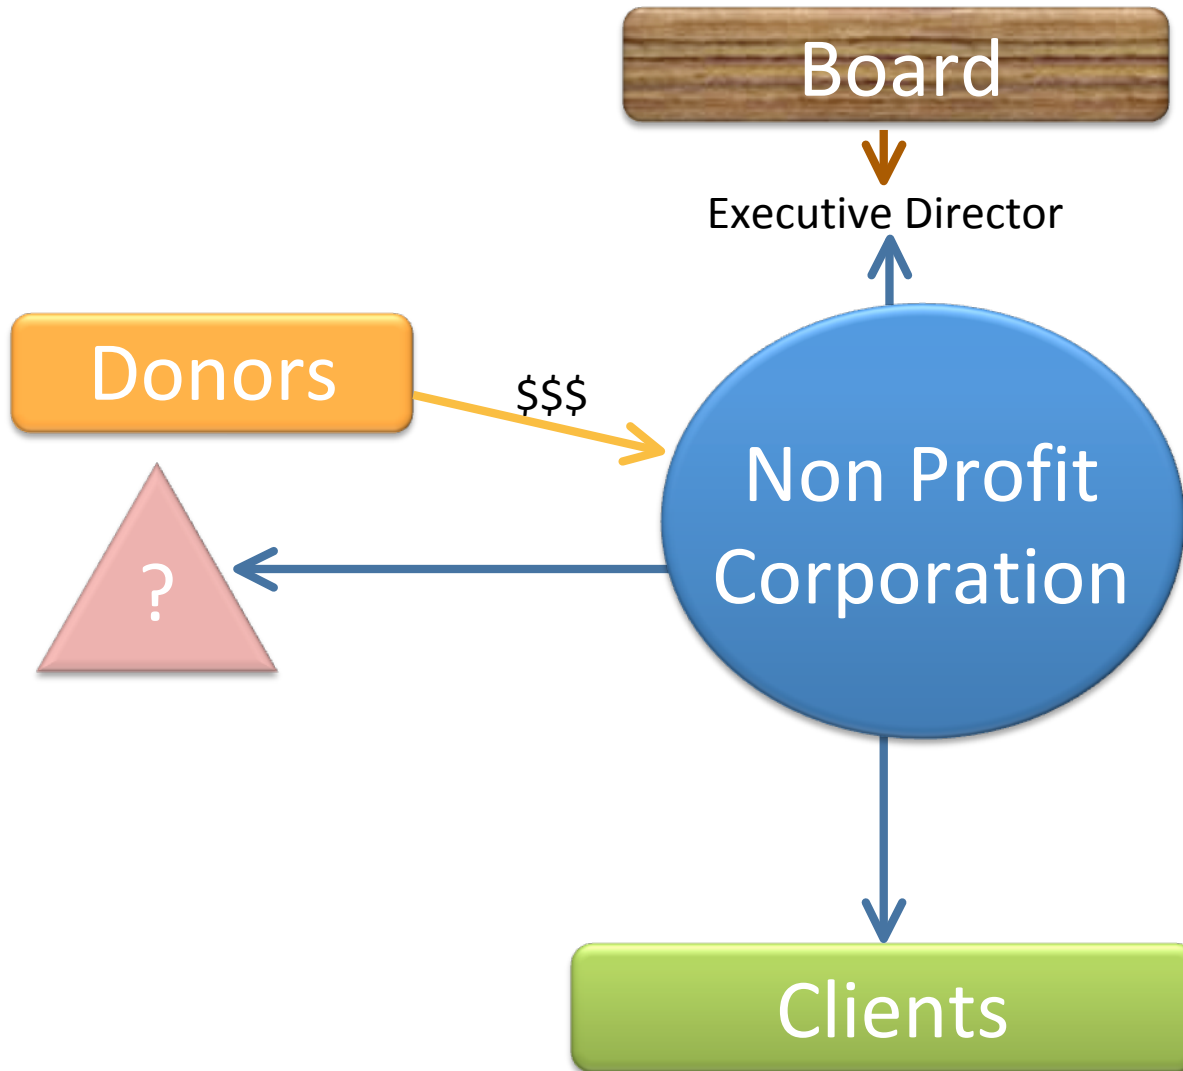 Board
Executive Director
Donors
$$$
Non Profit
Corporation
?
Clients